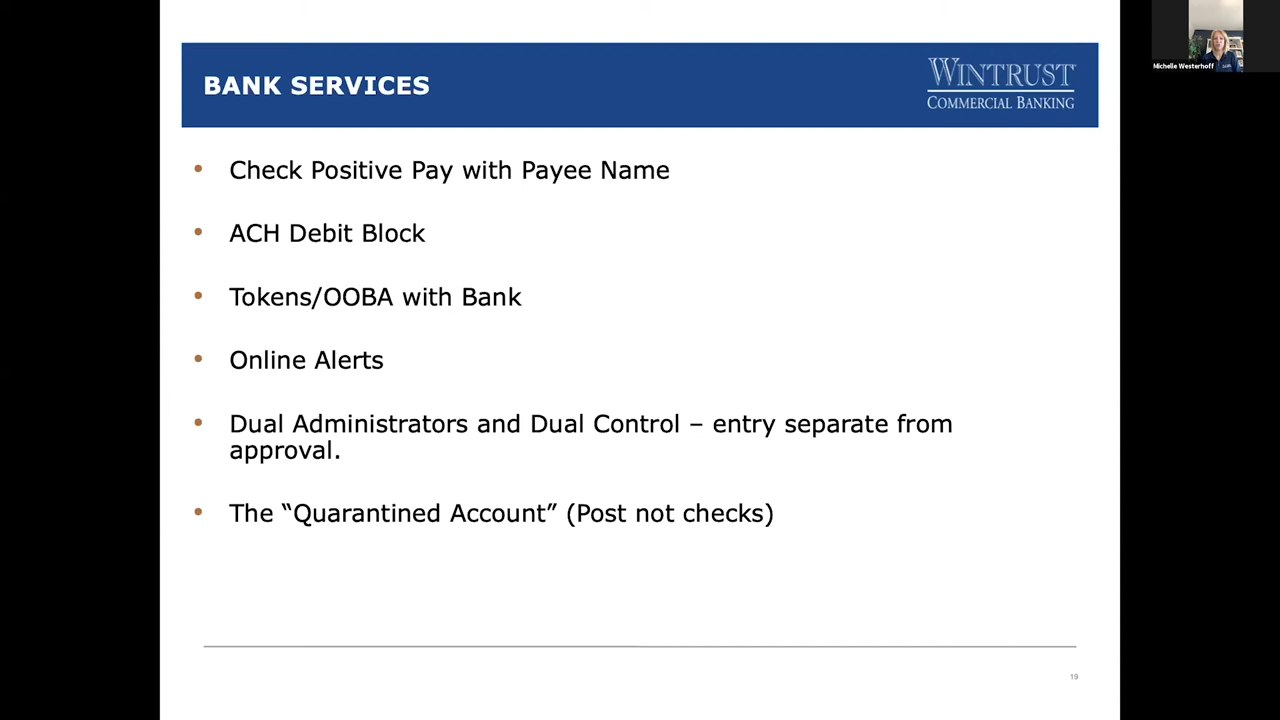 BANK SERVICES
WINTRUST
COMMERCIAL BANKING
Michelle Westerhoff
• Check Positive Pay with Payee Name
• ACH Debit Block
• Tokens/OOBA with Bank
• Online Alerts
• Dual Administrators and Dual Control – entry separate from
approval.
• The “Quarantined Account” (Post not checks)
19